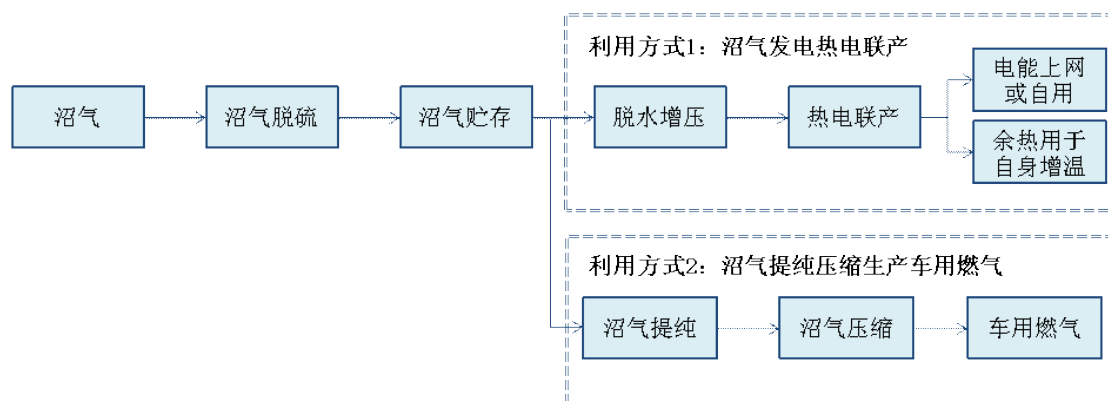 利用方式1：沼气发电热电联产
沼气
沼气脱硫
沼气贮存
脱水增压
热电联产
电能上网
或自用
余热用于
自身增温
利用方式2：沼气提纯压缩生产车用燃气
沼气提纯
沼气压缩
车用燃气